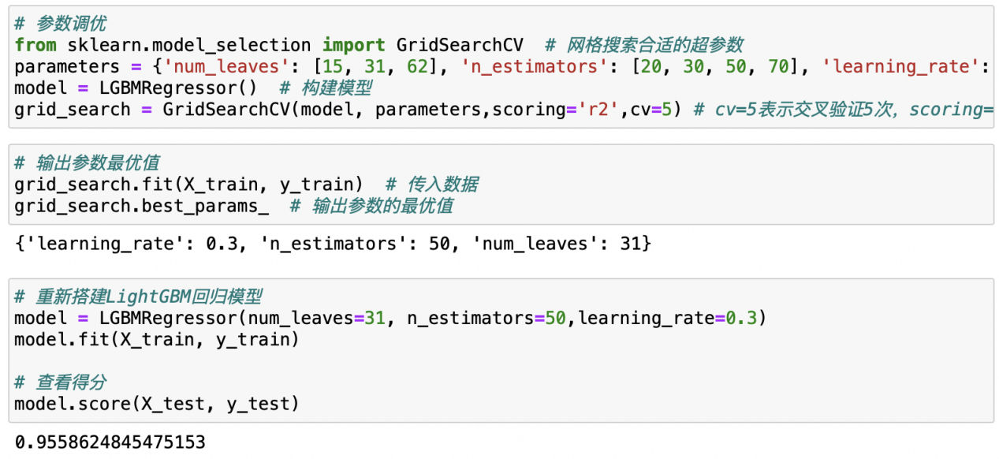 # 参数调优
from sklearn.model_selection import GridSearchCV  # 网格搜索合适的超参数
parameters = {'num_leaves': [15, 31, 62], 'n_estimators': [20, 30, 50, 70], 'learning_rate':
model = LGBMRegressor()  # 构建模型
grid_search = GridSearchCV(model, parameters,scoring='r2',cv=5) # cv=5表示交叉验证5次，scoring=
# 输出参数最优值
grid_search.fit(X_train, y_train)  # 传入数据
grid_search.best_params_  # 输出参数的最优值
{'learning_rate': 0.3, 'n_estimators': 50, 'num_leaves': 31}
# 重新搭建LightGBM回归模型
model = LGBMRegressor(num_leaves=31, n_estimators=50,learning_rate=0.3)
model.fit(X_train, y_train)
# 查看得分
model.score(X_test, y_test)
0.9558624845475153